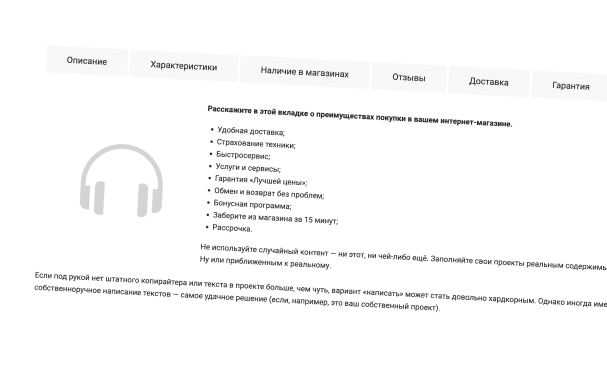 Описание Характеристики Наличие в магазинах Отзывы Доставка Гарантия
Расскажите в этой вкладке о преимуществах покупки в вашем интернет-магазине.
• Удобная доставка;
• Страхование техники;
• Быстросервис;
• Услуги и сервисы;
• Гарантия «Лучшей цены»;
• Обмен и возврат без проблем;
• Бонусная программа;
• Заберите из магазина за 15 минут;
• Рассрочка.
Не используйте случайный контент — ни этот, ни чей-либо ещё. Заполняйте свои проекты реальным
Ну или приближенным к реальному.
Если под рукой нет штатного копирайтера или текста в проекте больше, чем чуть, вариант «написать» может стать довольно хардкорным. Однако иногда
собственноручное написание текстов — самое удачное решение (если, например, это ваш собственный проект).